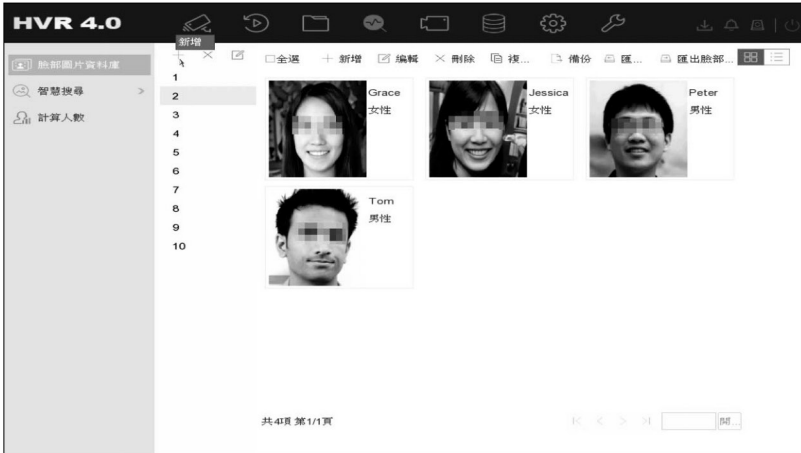 HVR 4.0
新增
臉部圖片資料庫
智慧搜尋 >
計算人數
1
2
3
4
5
6
7
8
9
10
全選 新增 編輯 刪除 複... 備份 匯... 匯出臉部...
Grace
女性
Jessica
女性
Peter
男性
Tom
男性
共4項 第1/1頁